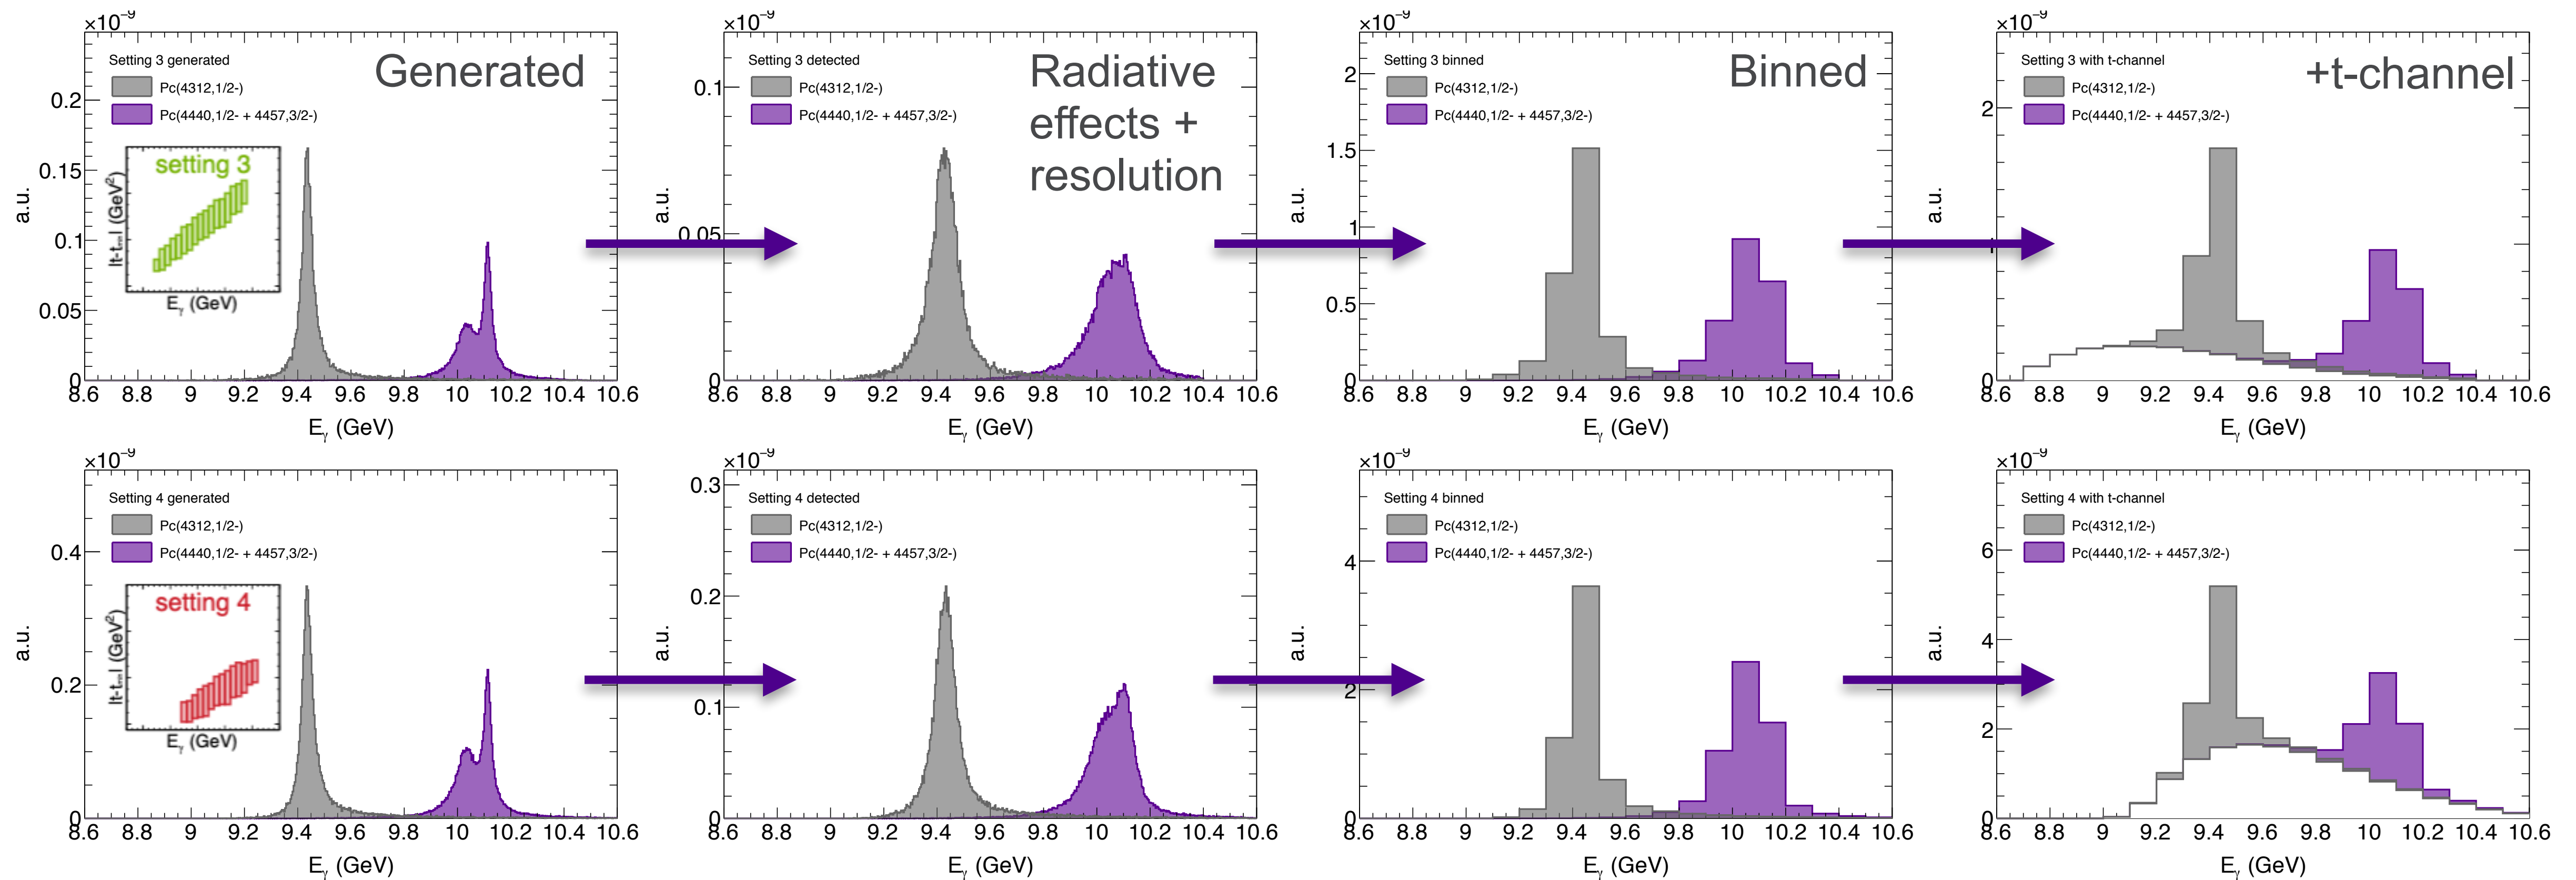 ×10⁻⁹
Setting 3 generated
Pc(4312,1/2-)
Pc(4440,1/2- + 4457,3/2-)
Generated
setting 3
|t-tₘᵢₙ| (GeV²)
Eγ (GeV)
0.2
0.15
0.1
0.05
0
a.u.
8.6 8.8 9 9.2 9.4 9.6 9.8 10 10.2 10.4 10.6
Eγ (GeV)
×10⁻⁹
Setting 3 detected
Pc(4312,1/2-)
Pc(4440,1/2- + 4457,3/2-)
Radiative
effects +
resolution
0.1
0.05
0
a.u.
8.6 8.8 9 9.2 9.4 9.6 9.8 10 10.2 10.4 10.6
Eγ (GeV)
×10⁻⁹
Setting 3 binned
Pc(4312,1/2-)
Pc(4440,1/2- + 4457,3/2-)
Binned
2
1.5
1
0.5
0
a.u.
8.6 8.8 9 9.2 9.4 9.6 9.8 10 10.2 10.4 10.6
Eγ (GeV)
×10⁻⁹
Setting 3 with t-channel
Pc(4312,1/2-)
Pc(4440,1/2- + 4457,3/2-)
+t-channel
2
1
0
a.u.
8.6 8.8 9 9.2 9.4 9.6 9.8 10 10.2 10.4 10.6
Eγ (GeV)
×10⁻⁹
Setting 4 generated
Pc(4312,1/2-)
Pc(4440,1/2- + 4457,3/2-)
setting 4
|t-tₘᵢₙ| (GeV²)
Eγ (GeV)
0.4
0.2
0
a.u.
8.6 8.8 9 9.2 9.4 9.6 9.8 10 10.2 10.4 10.6
Eγ (GeV)
×10⁻⁹
Setting 4 detected
Pc(4312,1/2-)
Pc(4440,1/2- + 4457,3/2-)
0.3
0.2
0.1
0
a.u.
8.6 8.8 9 9.2 9.4 9.6 9.8 10 10.2 10.4 10.6
Eγ (GeV)
×10⁻⁹
Setting 4 binned
Pc(4312,1/2-)
Pc(4440,1/2- + 4457,3/2-)
4
2
0
a.u.
8.6 8.8 9 9.2 9.4 9.6 9.8 10 10.2 10.4 10.6
Eγ (GeV)
×10⁻⁹
Setting 4 with t-channel
Pc(4312,1/2-)
Pc(4440,1/2- + 4457,3/2-)
6
4
2
0
a.u.
8.6 8.8 9 9.2 9.4 9.6 9.8 10 10.2 10.4 10.6
Eγ (GeV)